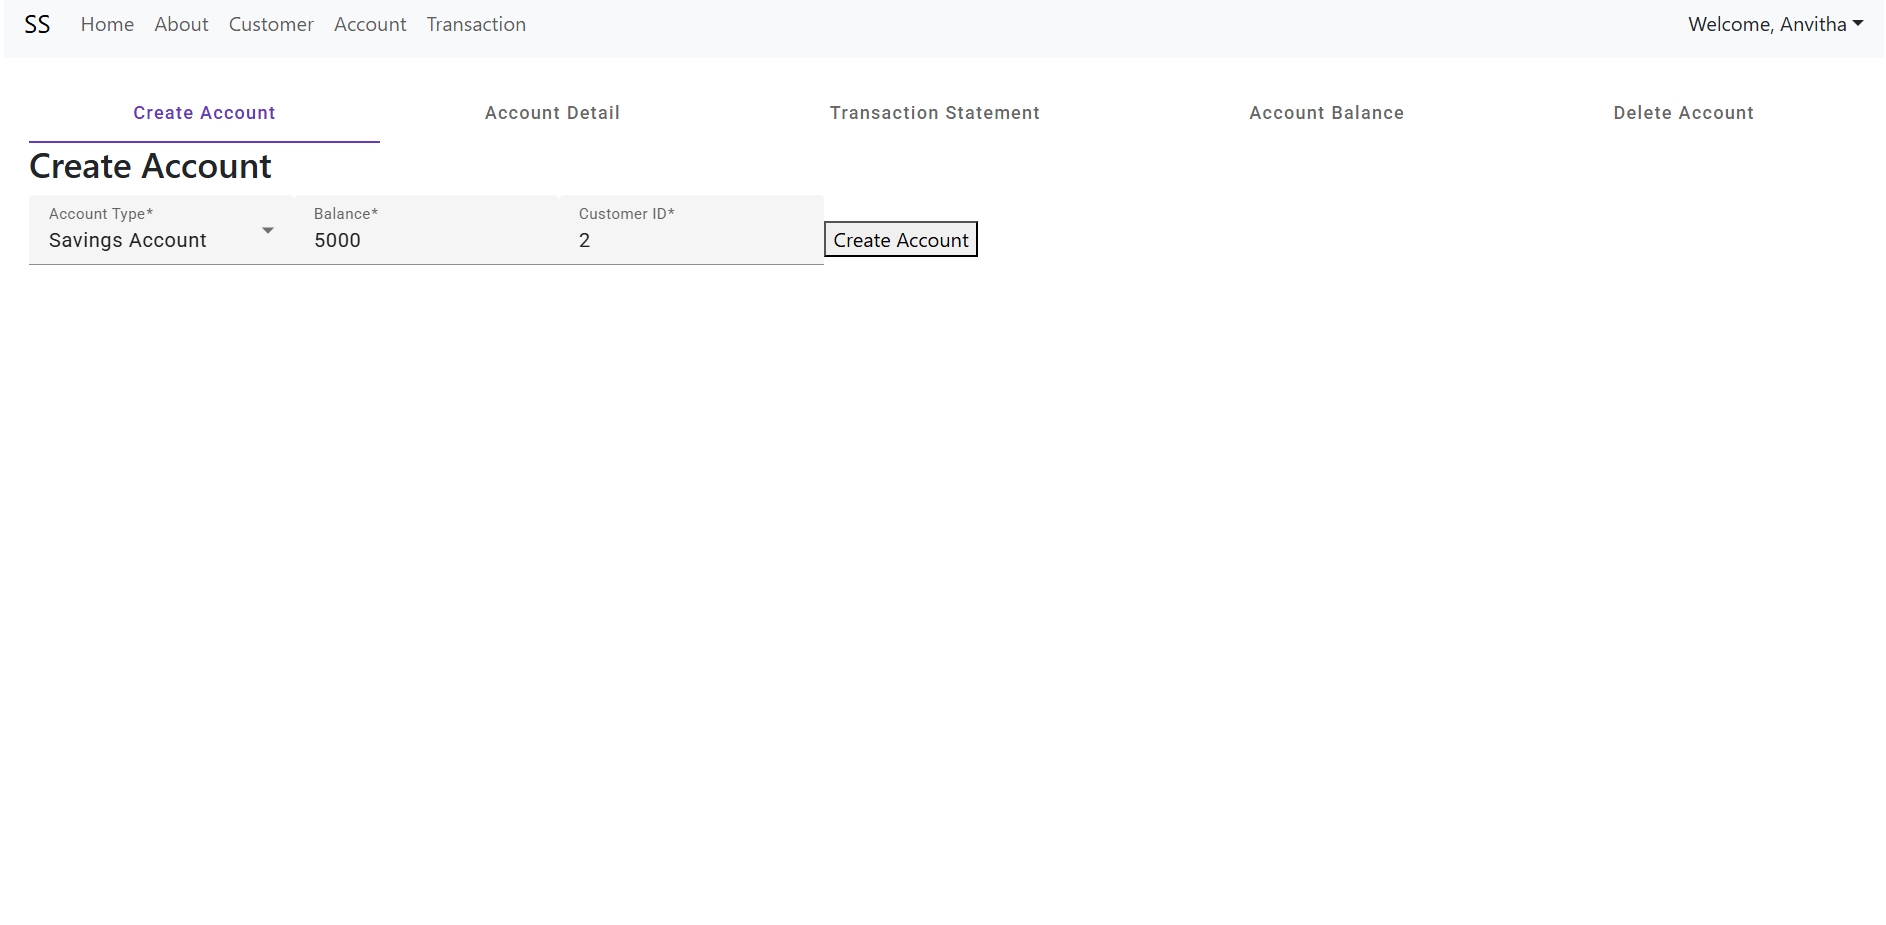 SS Home About Customer Account Transaction Welcome, Anvitha
Create Account Account Detail Transaction Statement Account Balance Delete Account
Create Account
Account Type* Balance* Customer ID*
Savings Account 5000 2 Create Account